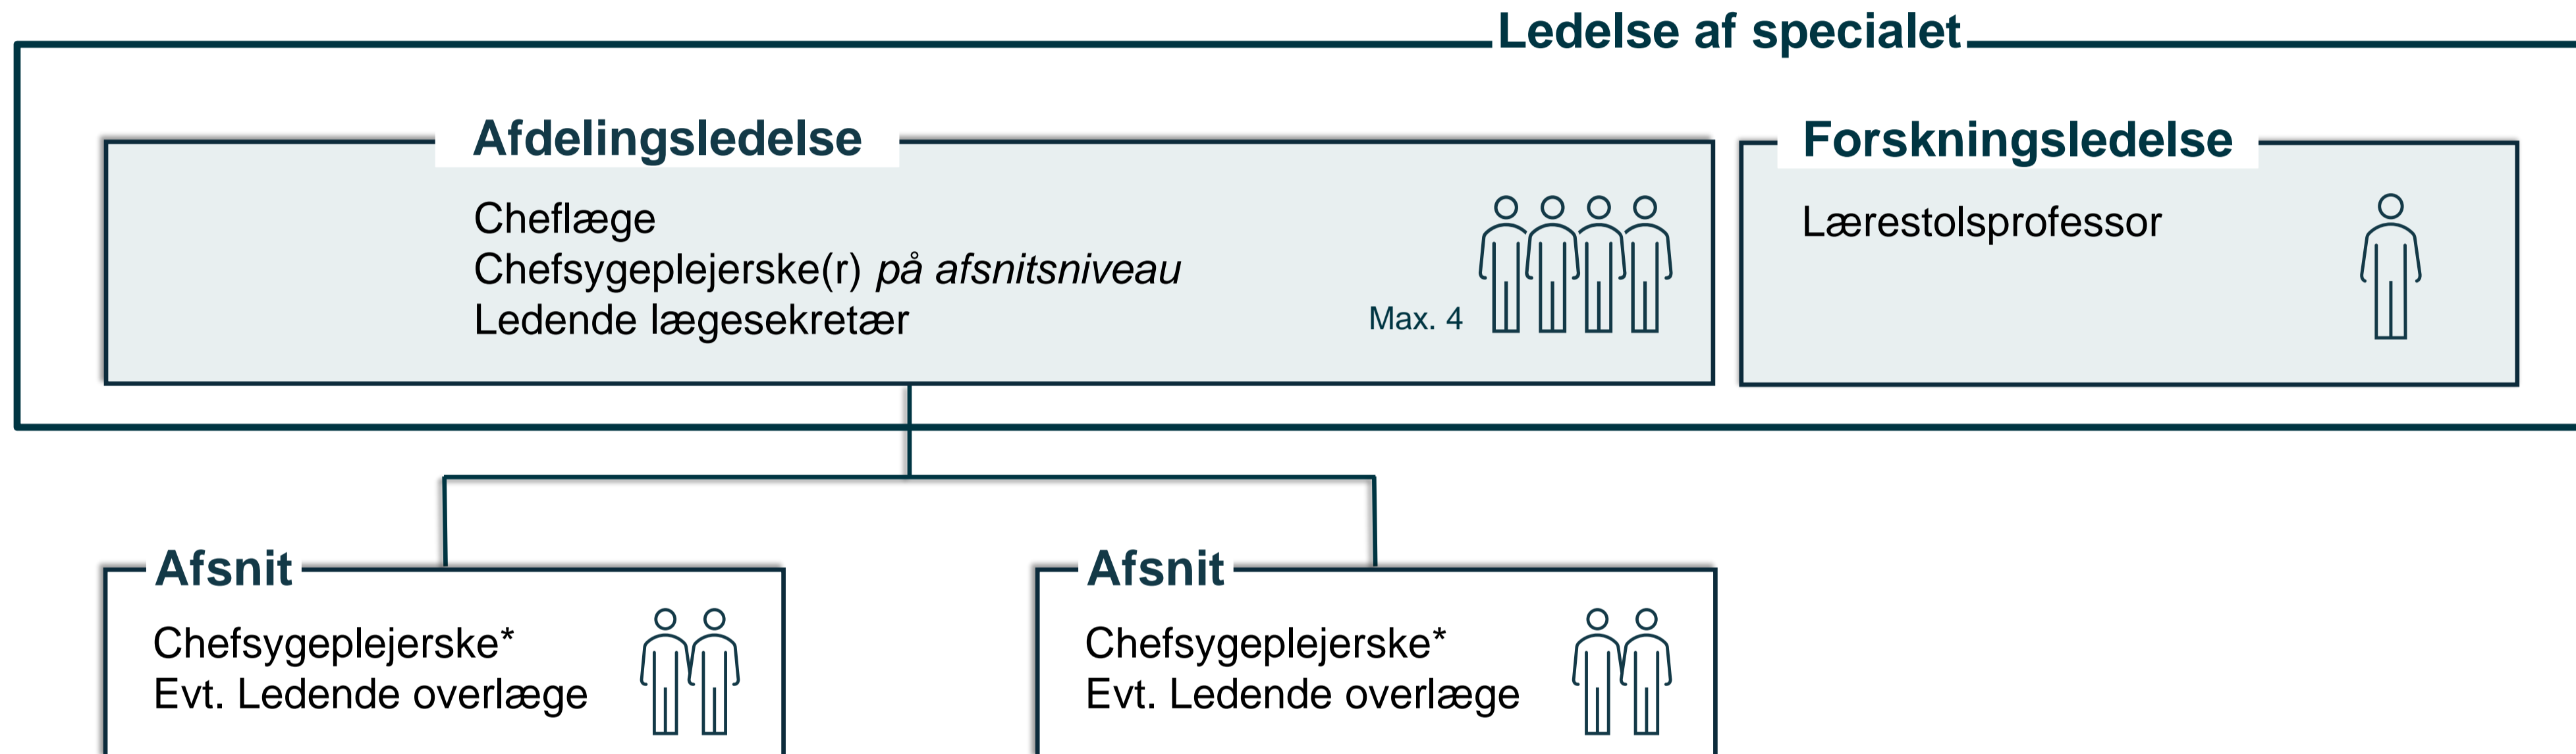 Ledelse af specialet
Afdelingsledelse
Cheflæge
Chefsygeplejerske(r) på afsnitsniveau
Ledende lægesekretær
Max. 4
Forskningsledelse
Lærestolsprofessor
Afsnit
Chefsygeplejerske*
Evt. Ledende overlæge
Afsnit
Chefsygeplejerske*
Evt. Ledende overlæge